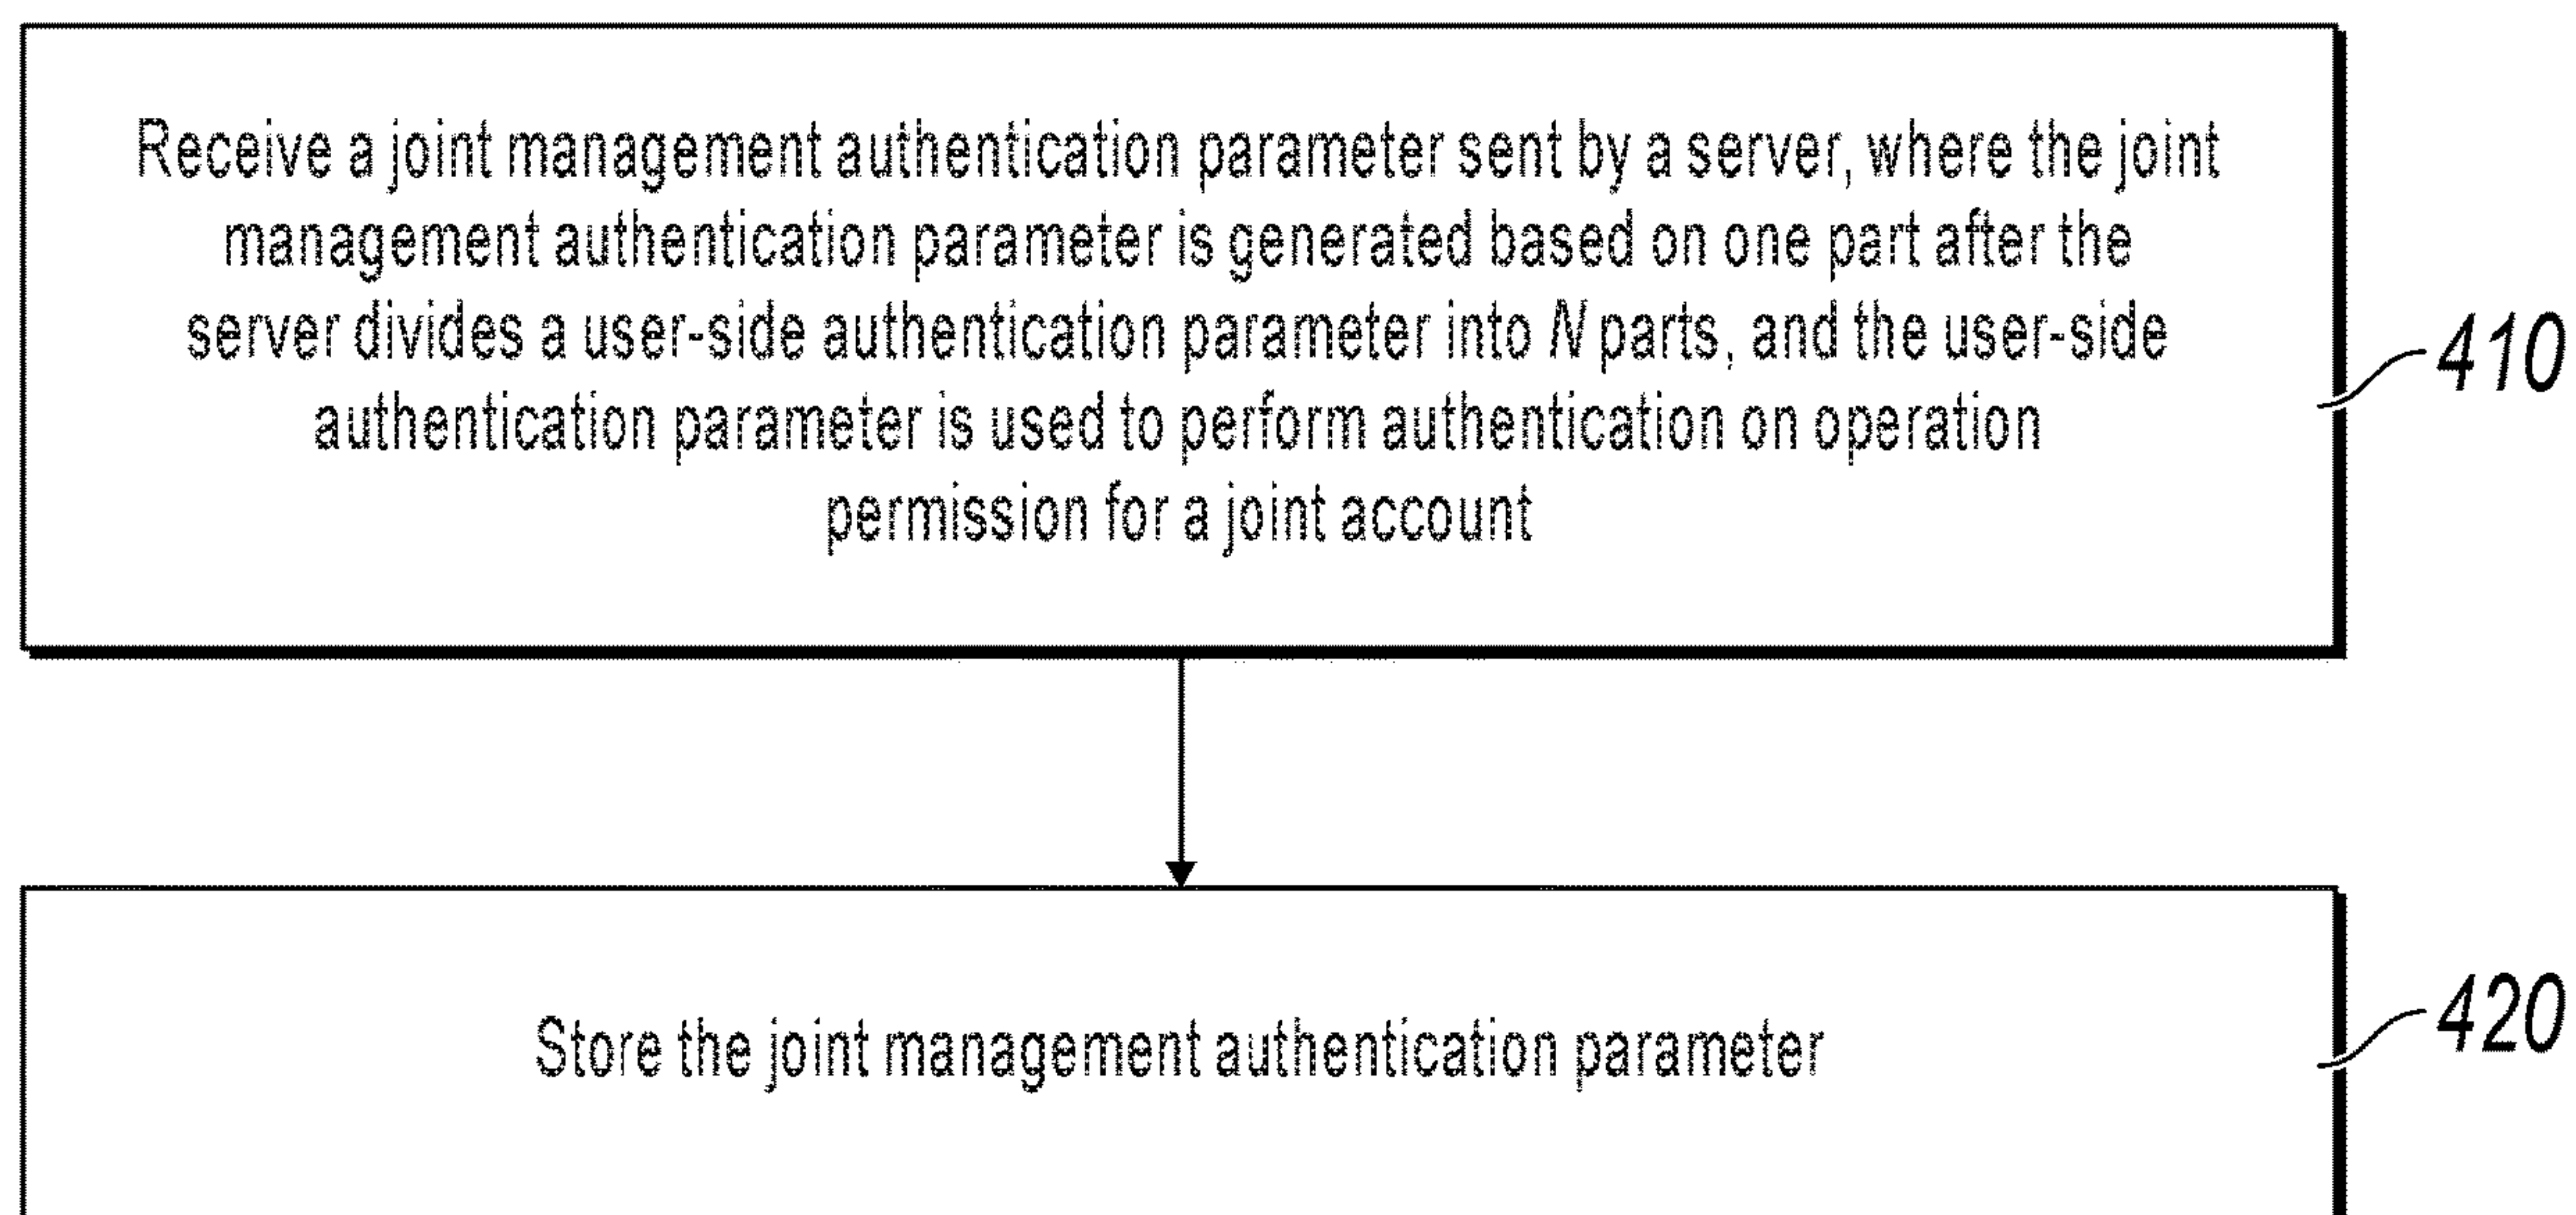 Receive a joint management authentication parameter sent by a server, where the joint
management authentication parameter is generated based on one part after the
server divides a user-side authentication parameter into N parts, and the user-side
authentication parameter is used to perform authentication on operation
permission for a joint account
410
Store the joint management authentication parameter
420